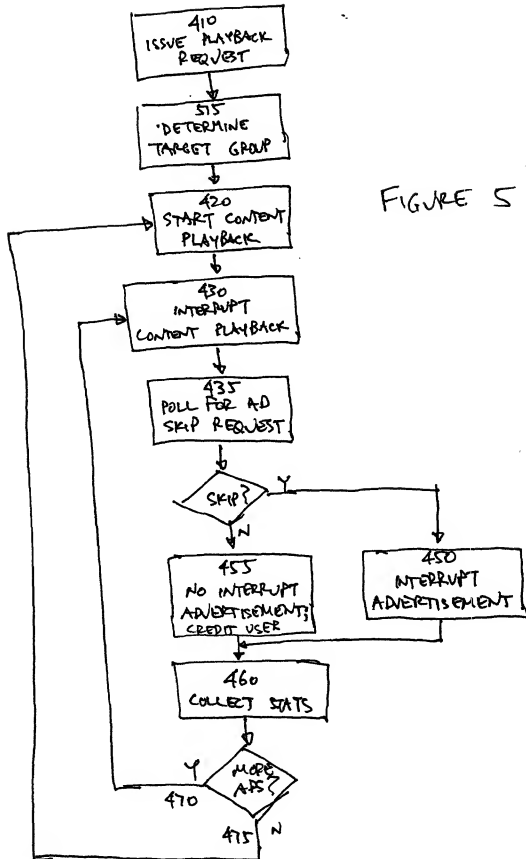 410
ISSUE PLAYBACK
REQUEST
515
DETERMINE
TARGET GROUP
FIGURE 5
420
START CONTENT
PLAYBACK
430
INTERRUPT
CONTENT PLAYBACK
435
POLL FOR AD
SKIP REQUEST
SKIP?
Y
N
455
NO INTERRUPT
ADVERTISEMENT;
CREDIT USER
450
INTERRUPT
ADVERTISEMENT
460
COLLECT STATS
Y
MORE
ADS?
470
475
N